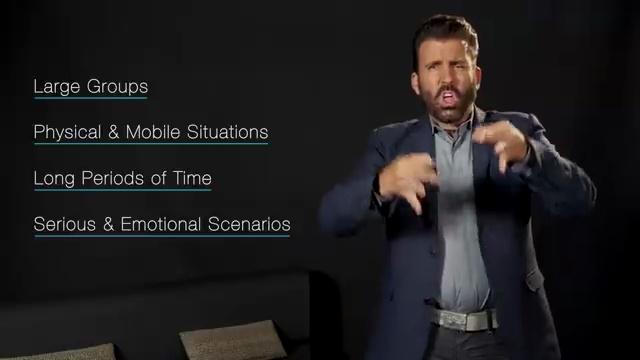 Large Groups
Physical & Mobile Situations
Long Periods of Time
Serious & Emotional Scenarios